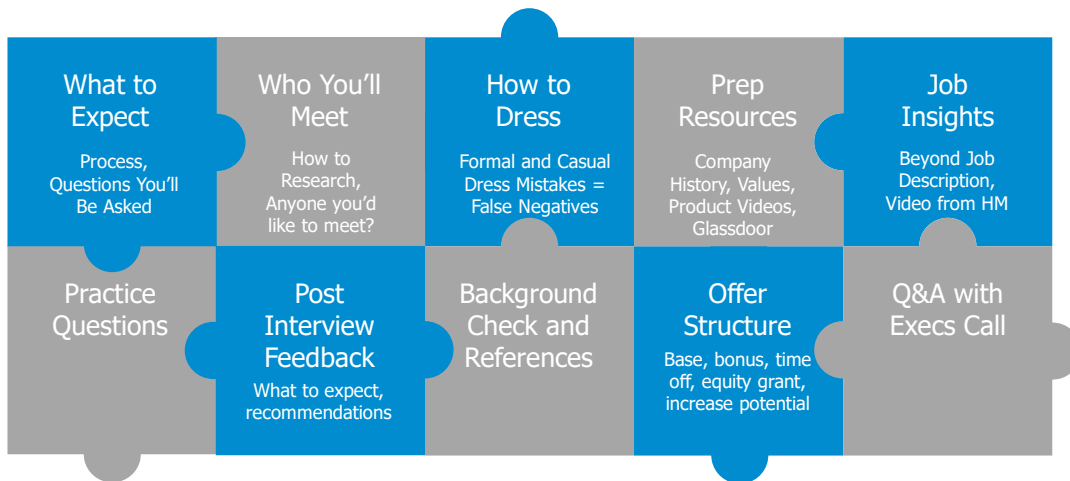 What to
Expect
Process,
Questions You'll
Be Asked
Who You'll
Meet
How to
Research,
Anyone you'd
like to meet?
How to
Dress
Formal and Casual
Dress Mistakes =
False Negatives
Prep
Resources
Company
History, Values,
Product Videos,
Glassdoor
Job
Insights
Beyond Job
Description,
Video from HM
Practice
Questions
Post
Interview
Feedback
What to expect,
recommendations
Background
Check and
References
Offer
Structure
Base, bonus, time
off, equity grant,
increase potential
Q&A with
Execs Call